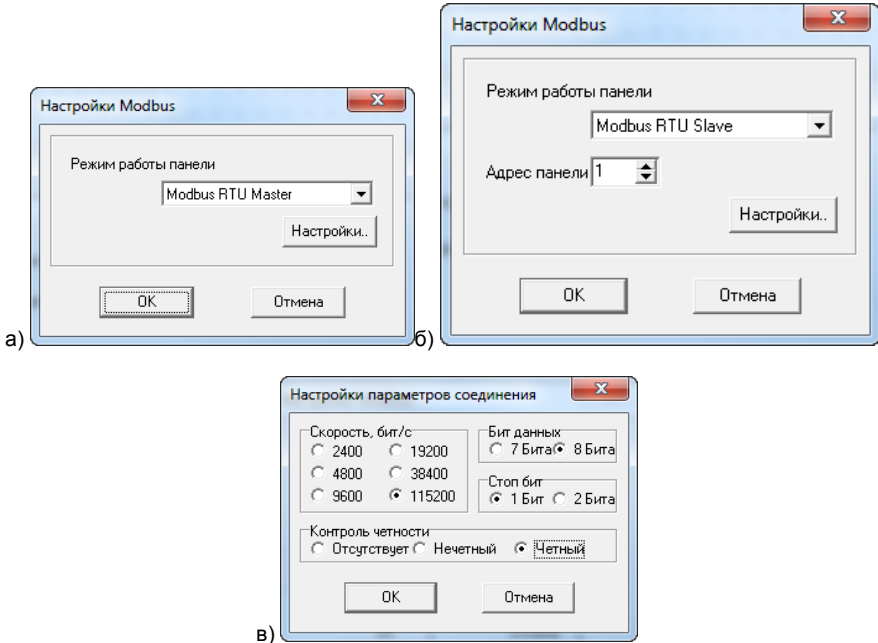 Настройки Modbus
Режим работы панели
Modbus RTU Master
Настройки..
OK Отмена
а)
Настройки Modbus
Режим работы панели
Modbus RTU Slave
Адрес панели 1
Настройки..
OK Отмена
б)
Настройки параметров соединения
Скорость, бит/с
2400 19200
4800 38400
9600 115200
Бит данных
7 Бита 8 Бита
Стоп бит
1 Бит 2 Бита
Контроль четности
Отсутствует Нечетный Четный
OK Отмена
в)